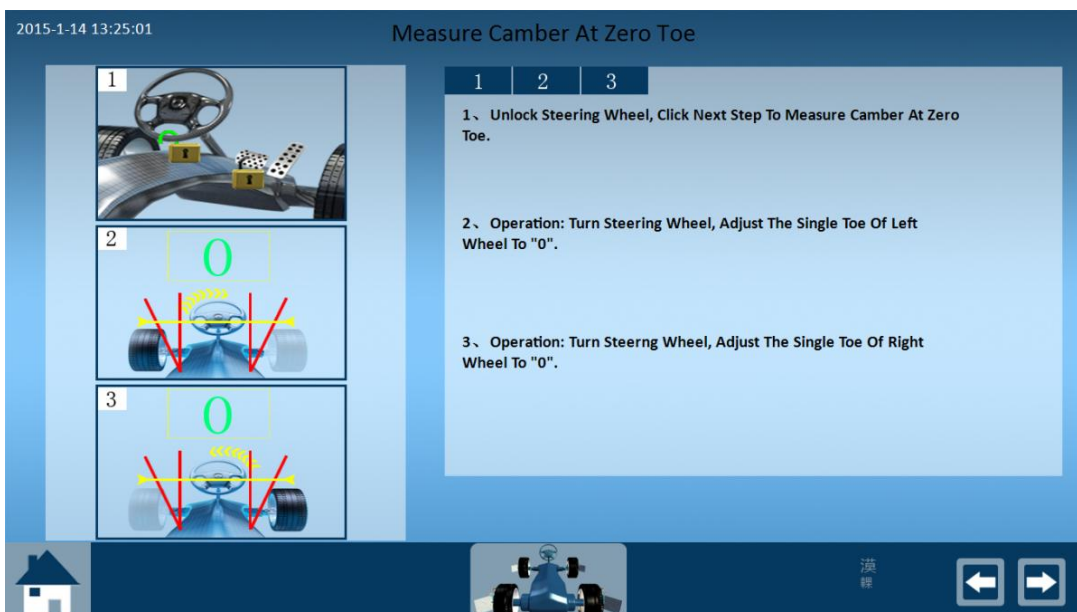 2015-1-14 13:25:01
Measure Camber At Zero Toe
1
2
0
3
0
1 2 3
1、Unlock Steering Wheel, Click Next Step To Measure Camber At Zero
Toe.
2、Operation: Turn Steering Wheel, Adjust The Single Toe Of Left
Wheel To "0".
3、Operation: Turn Steerng Wheel, Adjust The Single Toe Of Right
Wheel To "0".
漠